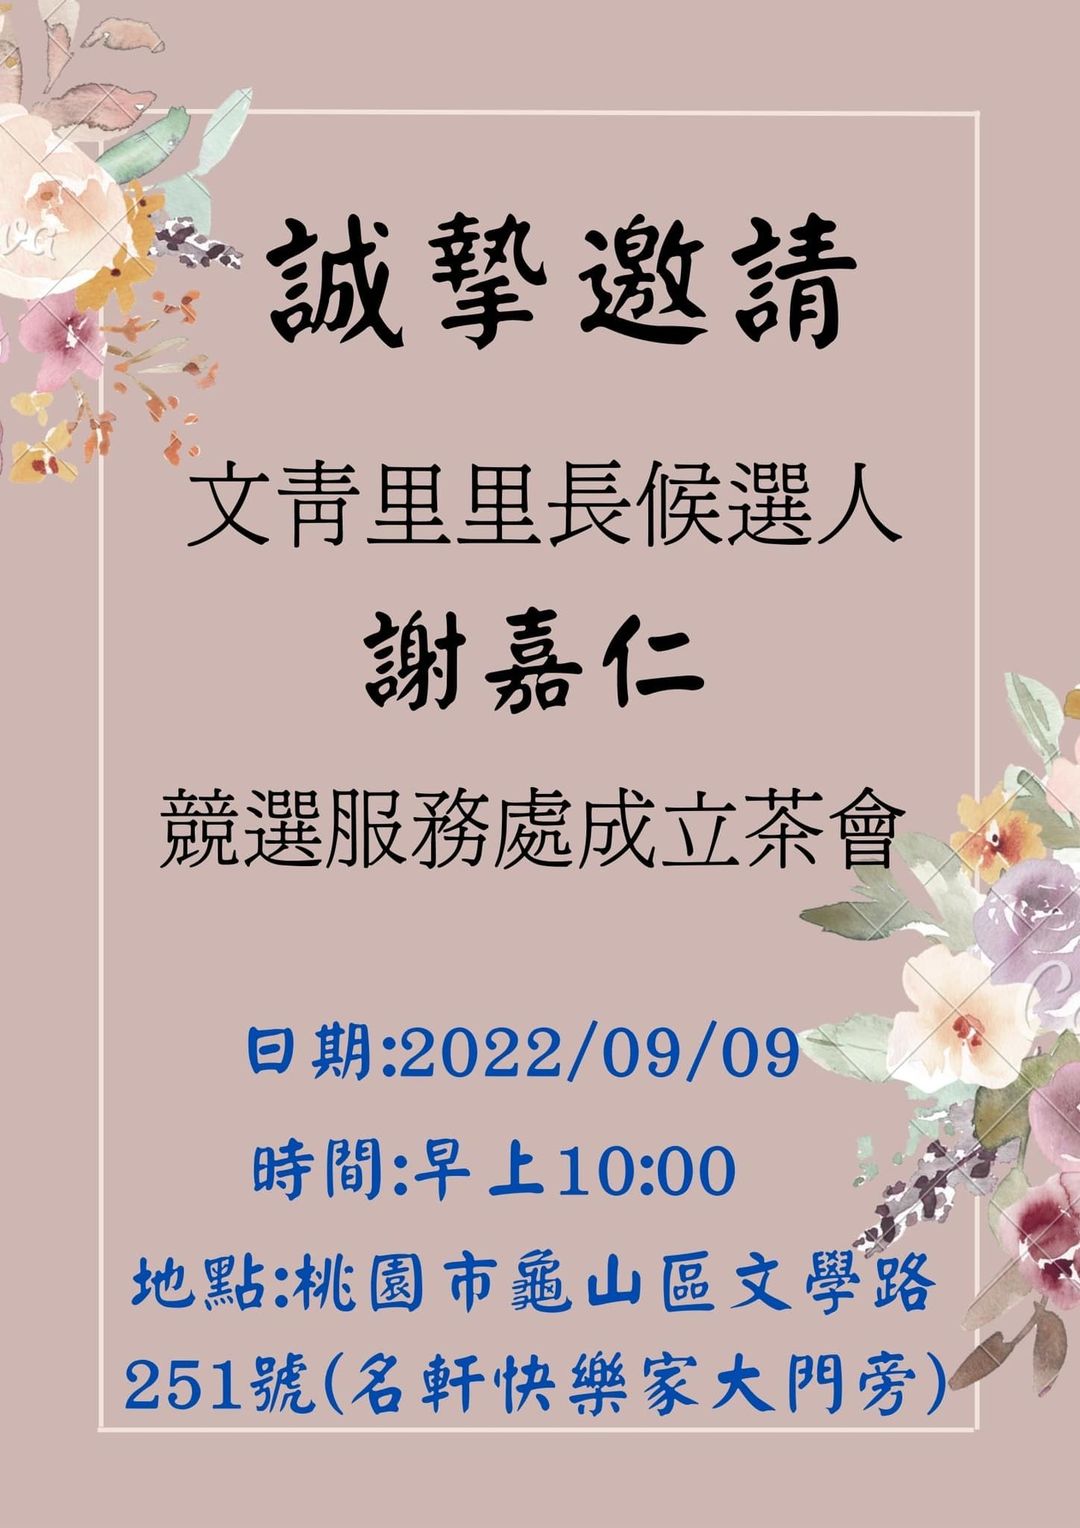 誠摯邀請
文青里里長候選人
謝嘉仁
競選服務處成立茶會
日期:2022/09/09
時間:早上10:00
地點:桃園市龜山區文學路
251號(名軒快樂家大門旁)